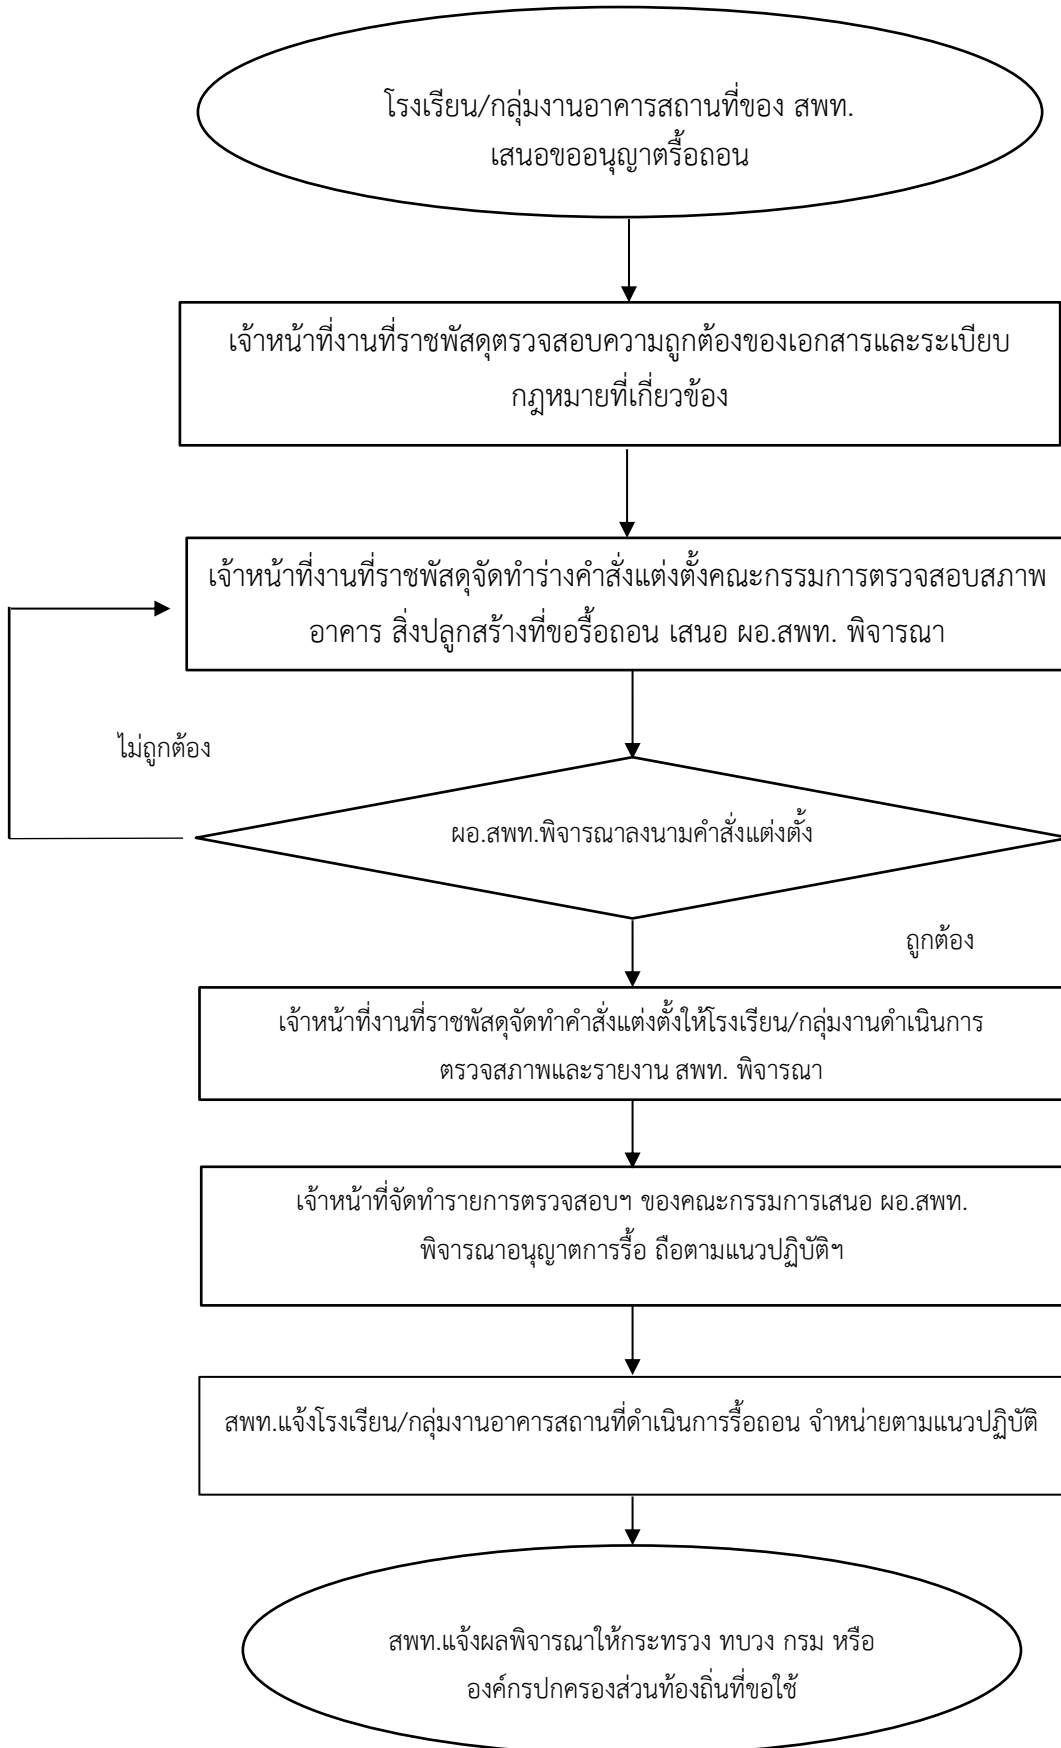 โรงเรียน/กลุ่มงานอาคารสถานที่ของ สพท.
เสนอขออนุญาตรื้อถอน
เจ้าหน้าที่งานที่ราชพัสดุตรวจสอบความถูกต้องของเอกสารและระเบียบ
กฎหมายที่เกี่ยวข้อง
เจ้าหน้าที่งานที่ราชพัสดุจัดทำร่างคำสั่งแต่งตั้งคณะกรรมการตรวจสอบสภาพ
อาคาร สิ่งปลูกสร้างที่ขอรื้อถอน เสนอ ผอ.สพท. พิจารณา
ไม่ถูกต้อง
ผอ.สพท.พิจารณาลงนามคำสั่งแต่งตั้ง
ถูกต้อง
เจ้าหน้าที่งานที่ราชพัสดุจัดทำคำสั่งแต่งตั้งให้โรงเรียน/กลุ่มงานดำเนินการ
ตรวจสภาพและรายงาน สพท. พิจารณา
เจ้าหน้าที่จัดทำรายการตรวจสอบฯ ของคณะกรรมการเสนอ ผอ.สพท.
พิจารณาอนุญาตการรื้อ ถือตามแนวปฏิบัติฯ
สพท.แจ้งโรงเรียน/กลุ่มงานอาคารสถานที่ดำเนินการรื้อถอน จำหน่ายตามแนวปฏิบัติ
สพท.แจ้งผลพิจารณาให้กระทรวง ทบวง กรม หรือ
องค์กรปกครองส่วนท้องถิ่นที่ขอใช้